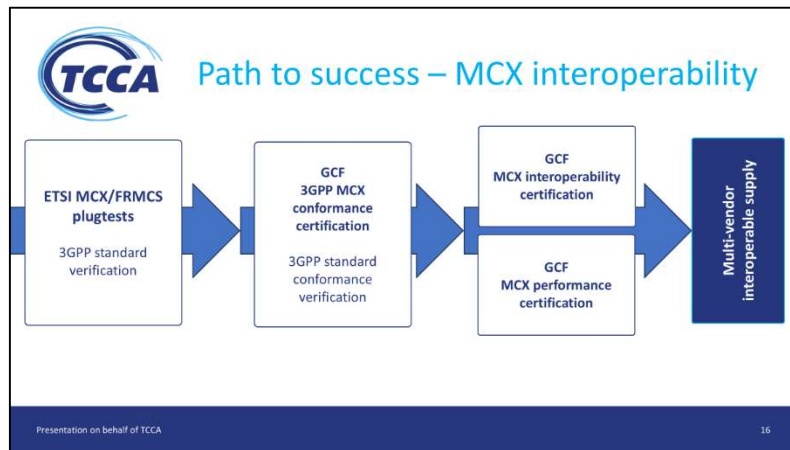 TCCA
Path to success – MCX interoperability
ETSI MCX/FRMCS
plugtests
3GPP standard
verification
GCF
3GPP MCX
conformance
certification
3GPP standard
conformance
verification
GCF
MCX interoperability
certification
GCF
MCX performance
certification
Multi-vendor
interoperable supply
Presentation on behalf of TCCA
16